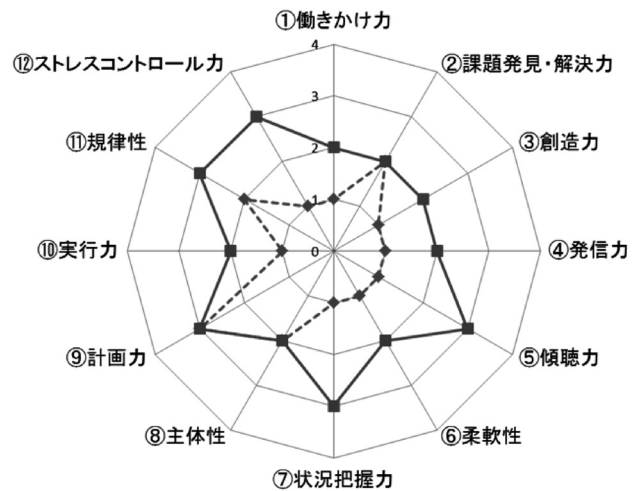 ①働きかけ力
②課題発見・解決力
③創造力
④発信力
⑤傾聴力
⑥柔軟性
⑦状況把握力
⑧主体性
⑨計画力
⑩実行力
⑪規律性
⑫ストレスコントロール力
4
3
2
1
0